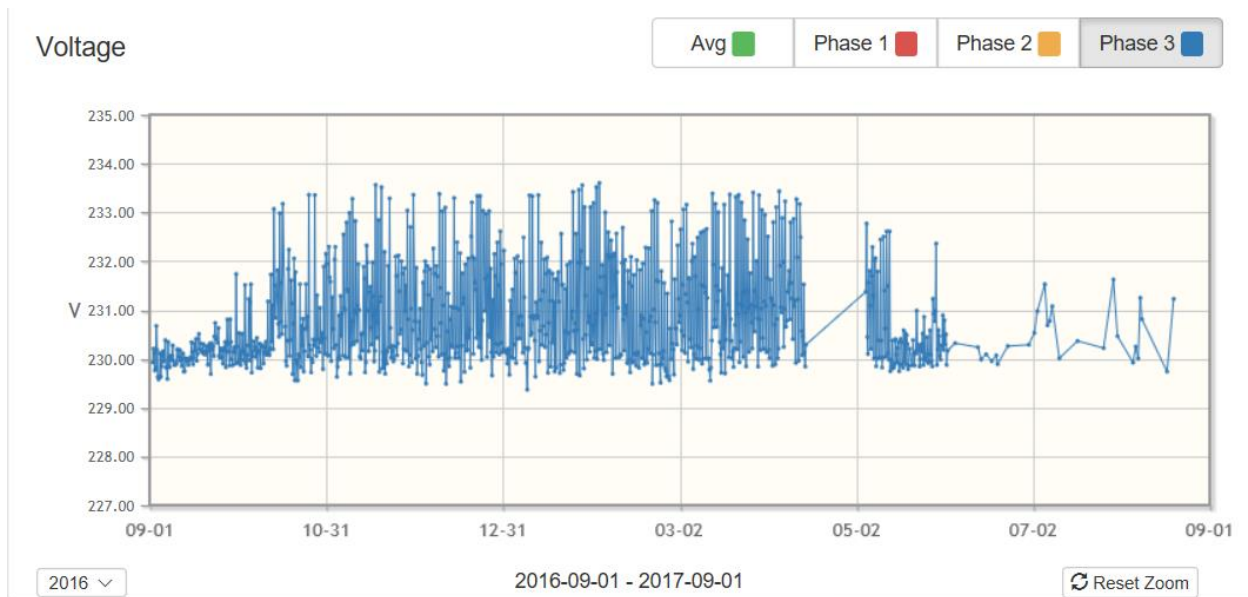 Voltage
Avg
Phase 1
Phase 2
Phase 3
235.00
234.00
233.00
232.00
V
231.00
230.00
229.00
228.00
227.00
09-01
10-31
12-31
03-02
05-02
07-02
09-01
2016
2016-09-01 - 2017-09-01
Reset Zoom